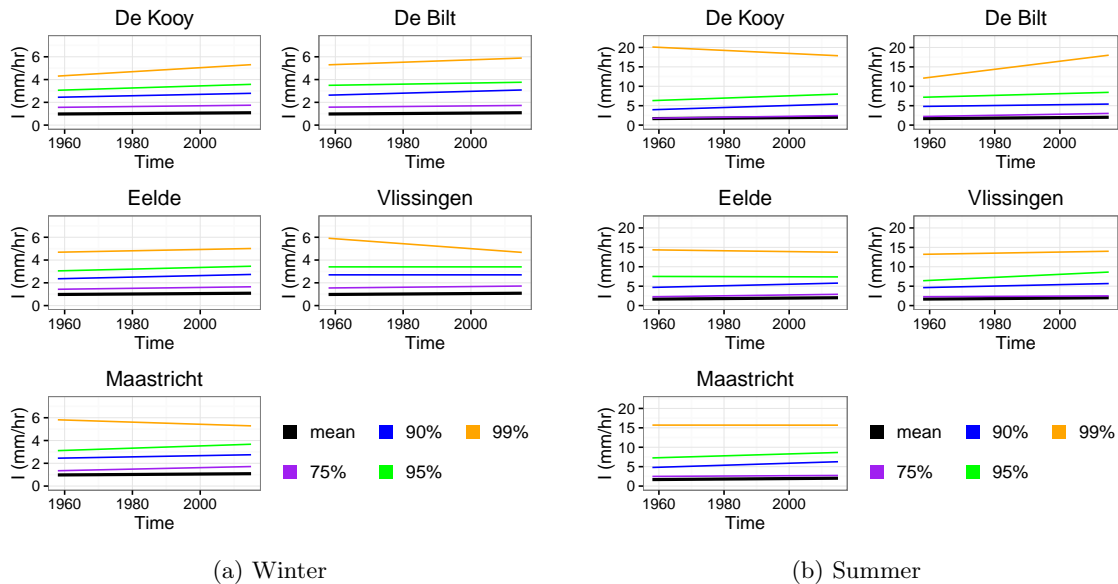 De Kooy
I (mm/hr)
6
4
2
0
1960 1980 2000
Time
De Bilt
I (mm/hr)
6
4
2
0
1960 1980 2000
Time
Eelde
I (mm/hr)
6
4
2
0
1960 1980 2000
Time
Vlissingen
I (mm/hr)
6
4
2
0
1960 1980 2000
Time
Maastricht
I (mm/hr)
6
4
2
0
1960 1980 2000
Time
mean 90% 99%
75% 95%
(a) Winter
De Kooy
I (mm/hr)
20
15
10
5
0
1960 1980 2000
Time
De Bilt
I (mm/hr)
20
15
10
5
0
1960 1980 2000
Time
Eelde
I (mm/hr)
20
15
10
5
0
1960 1980 2000
Time
Vlissingen
I (mm/hr)
20
15
10
5
0
1960 1980 2000
Time
Maastricht
I (mm/hr)
20
15
10
5
0
1960 1980 2000
Time
mean 90% 99%
75% 95%
(b) Summer